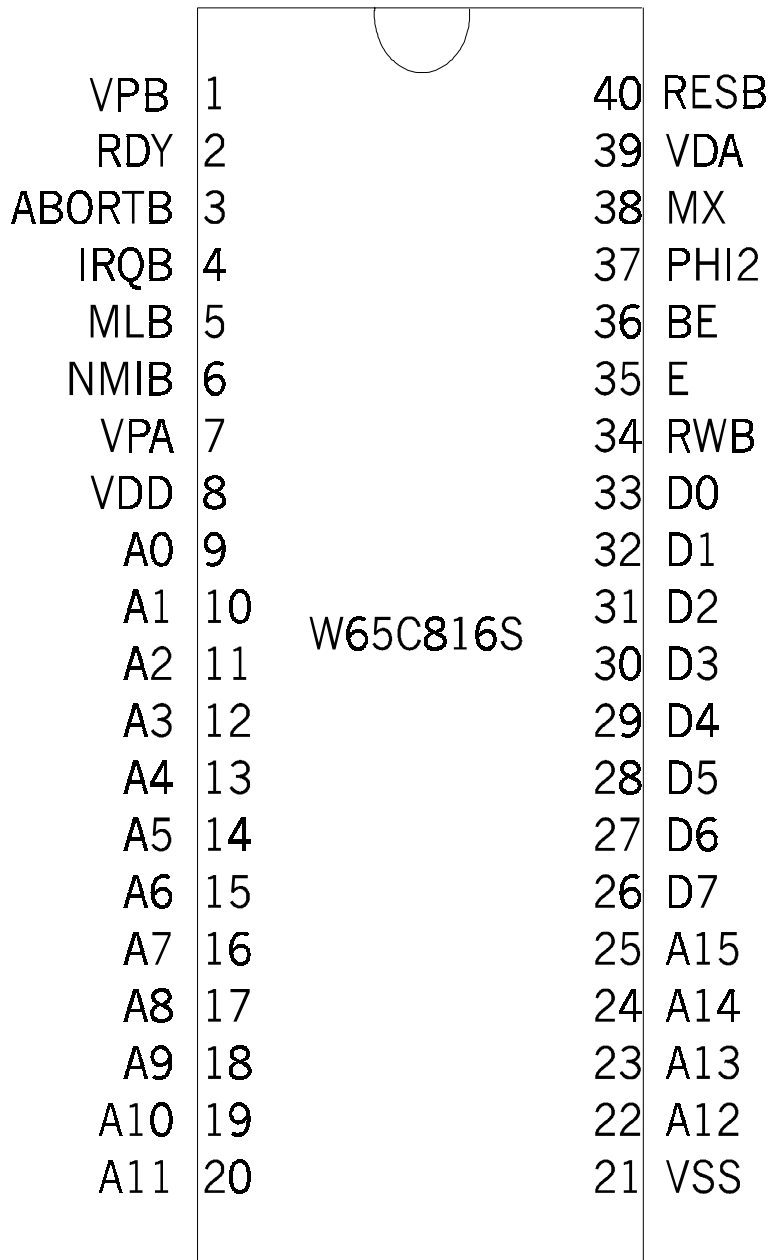 VPB 1 40 RESB
RDY 2 39 VDA
ABORTB 3 38 MX
IRQB 4 37 PHI2
MLB 5 36 BE
NMIB 6 35 E
VPA 7 34 RWB
VDD 8 33 D0
A0 9 32 D1
A1 10 31 D2
W65C816S
A2 11 30 D3
A3 12 29 D4
A4 13 28 D5
A5 14 27 D6
A6 15 26 D7
A7 16 25 A15
A8 17 24 A14
A9 18 23 A13
A10 19 22 A12
A11 20 21 VSS